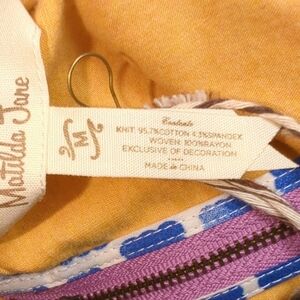 Matilda Jane
M
Contents
KNIT: 95.7%COTTON 4.3%SPANDEX
WOVEN: 100%RAYON
EXCLUSIVE OF DECORATION
MADE IN CHINA